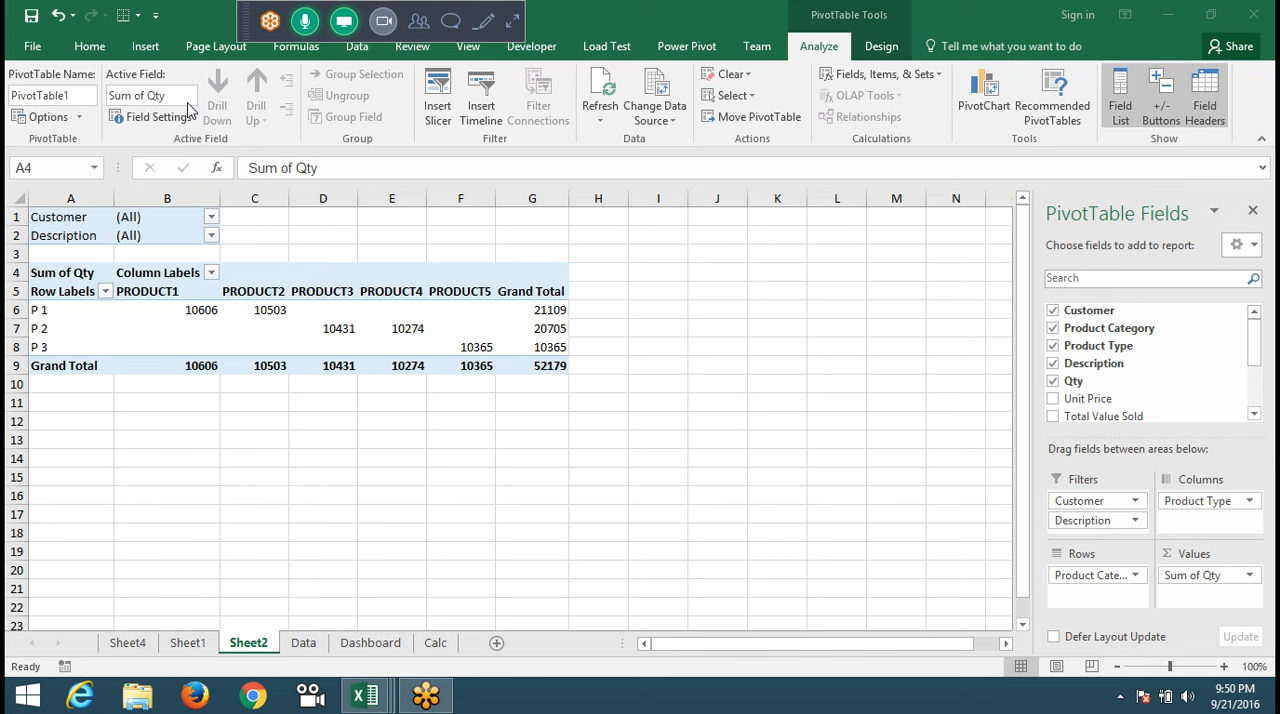 PivotTable Tools
Sign in
File Home Insert Page Layout Formulas Data Review View Developer Load Test Power Pivot Team Analyze Design Tell me what you want to do Share
PivotTable Name:
PivotTable1
Options
PivotTable
Active Field:
Sum of Qty
Field Settings
Drill Down
Drill Up
Active Field
Group Selection
Ungroup
Group Field
Group
Insert Slicer
Insert Timeline
Filter Connections
Filter
Refresh
Change Data Source
Data
Clear
Select
Move PivotTable
Actions
Fields, Items, & Sets
OLAP Tools
Relationships
Calculations
PivotChart
Recommended PivotTables
Tools
Field List
+/- Buttons
Field Headers
Show
A4 fx Sum of Qty
A B C D E F G H I J K L M N
1 Customer (All)
2 Description (All)
3
4 Sum of Qty Column Labels
5 Row Labels PRODUCT1 PRODUCT2 PRODUCT3 PRODUCT4 PRODUCT5 Grand Total
6 P 1 10606 10503 21109
7 P 2 10431 10274 20705
8 P 3 10365 10365
9 Grand Total 10606 10503 10431 10274 10365 52179
10
11
12
13
14
15
16
17
18
19
20
21
22
23
PivotTable Fields
Choose fields to add to report:
Search
Customer
Product Category
Product Type
Description
Qty
Unit Price
Total Value Sold
Drag fields between areas below:
Filters
Customer
Description
Columns
Product Type
Rows
Product Cate...
Σ Values
Sum of Qty
Defer Layout Update Update
Sheet4 Sheet1 Sheet2 Data Dashboard Calc
Ready 100%
9:50 PM
9/21/2016